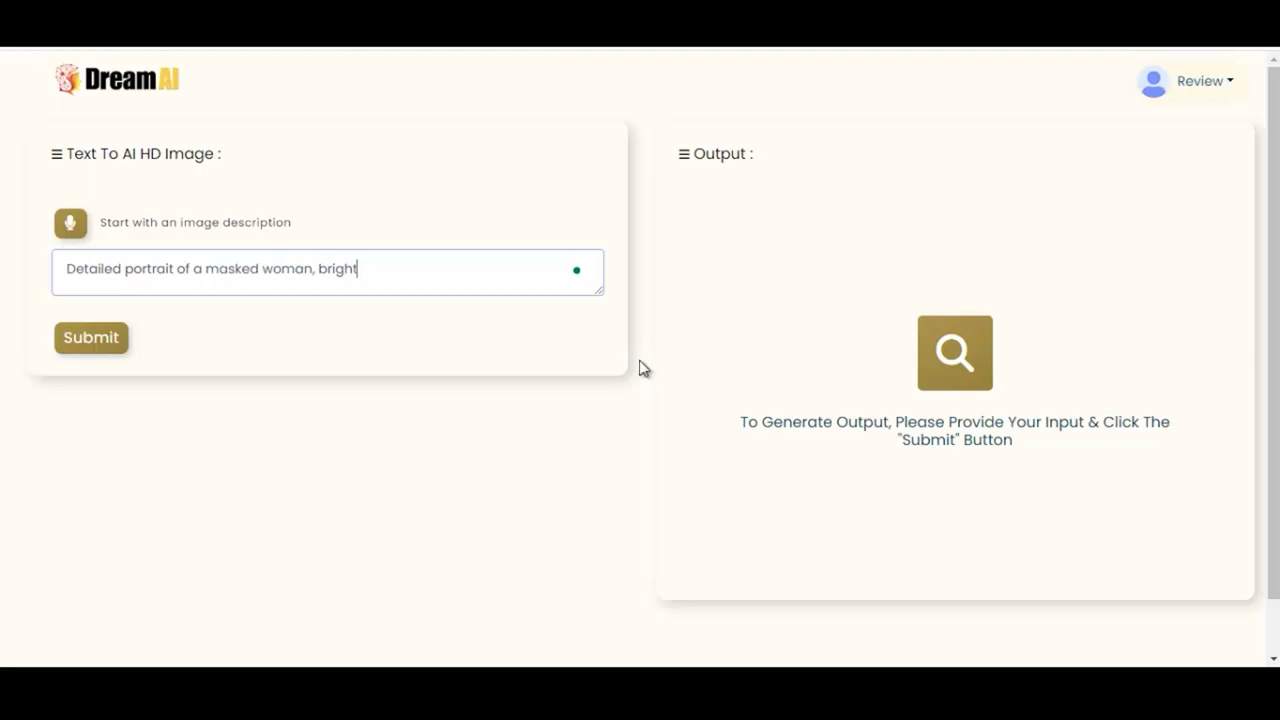 DreamAI
Review
Text To AI HD Image :
Start with an image description
Detailed portrait of a masked woman, bright
Submit
Output :
To Generate Output, Please Provide Your Input & Click The
"Submit" Button